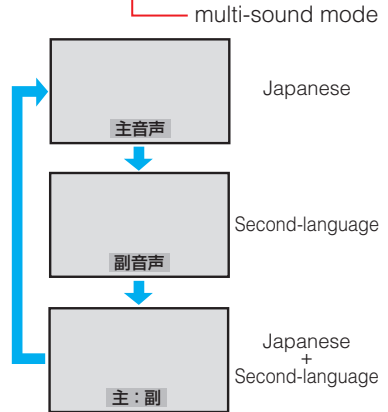 multi-sound mode
主音声
Japanese
副音声
Second-language
主：副
Japanese
+
Second-language